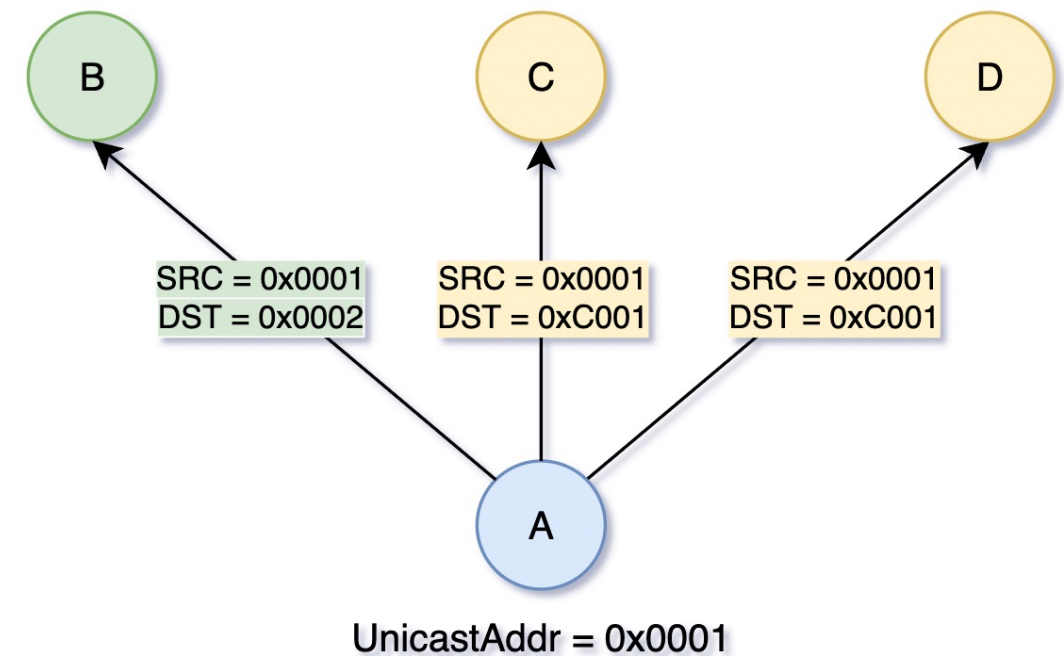 B
C
D
SRC = 0x0001
DST = 0x0002
SRC = 0x0001
DST = 0xC001
SRC = 0x0001
DST = 0xC001
A
UnicastAddr = 0x0001